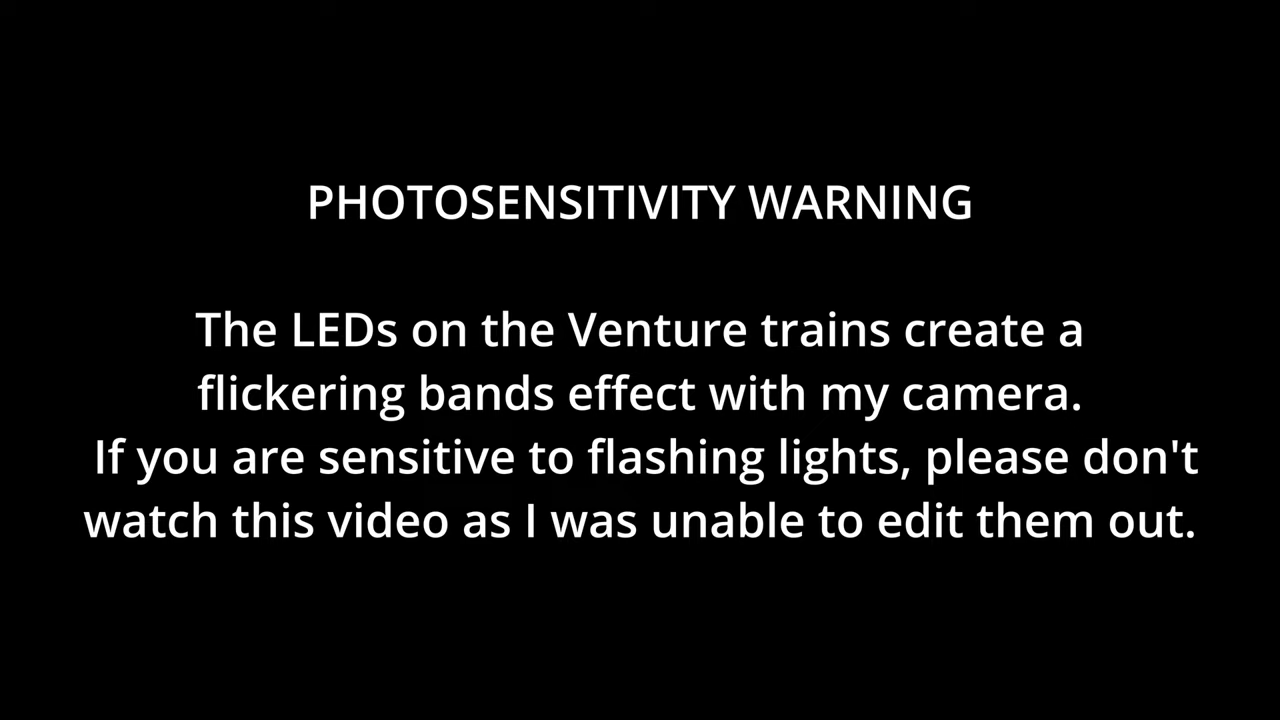 PHOTOSENSITIVITY WARNING
The LEDs on the Venture trains create a
flickering bands effect with my camera.
If you are sensitive to flashing lights, please don't
watch this video as I was unable to edit them out.